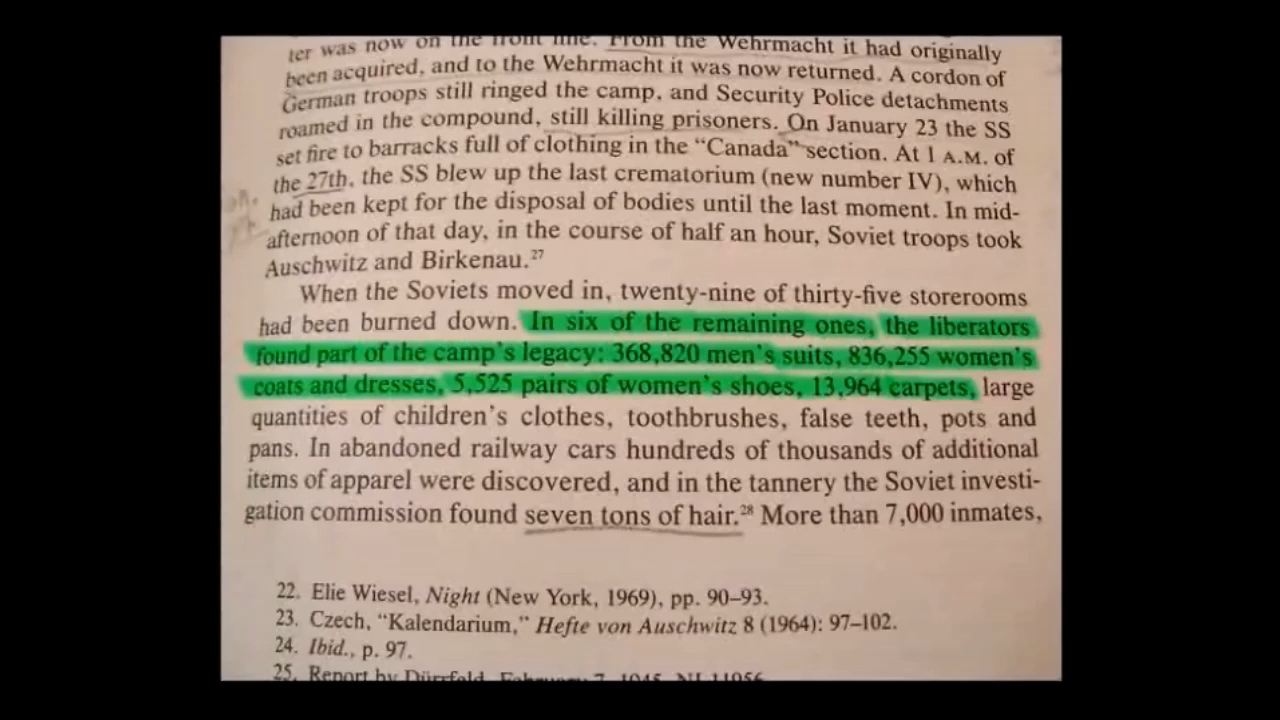 ter was now on the front line. From the Wehrmacht it had originally
been acquired, and to the Wehrmacht it was now returned. A cordon of
German troops still ringed the camp, and Security Police detachments
roamed in the compound, still killing prisoners. On January 23 the SS
set fire to barracks full of clothing in the “Canada” section. At 1 A.M. of
the 27th, the SS blew up the last crematorium (new number IV), which
had been kept for the disposal of bodies until the last moment. In mid-
afternoon of that day, in the course of half an hour, Soviet troops took
Auschwitz and Birkenau.27
When the Soviets moved in, twenty-nine of thirty-five storerooms
had been burned down. In six of the remaining ones, the liberators
found part of the camp’s legacy: 368,820 men’s suits, 836,255 women’s
coats and dresses, 5,525 pairs of women’s shoes, 13,964 carpets, large
quantities of children’s clothes, toothbrushes, false teeth, pots and
pans. In abandoned railway cars hundreds of thousands of additional
items of apparel were discovered, and in the tannery the Soviet investi-
gation commission found seven tons of hair.28 More than 7,000 inmates,
22. Elie Wiesel, Night (New York, 1969), pp. 90–93.
23. Czech, “Kalendarium,” Hefte von Auschwitz 8 (1964): 97–102.
24. Ibid., p. 97.
25. Report by Dürrfeld, February 7, 1945, NI-11956.